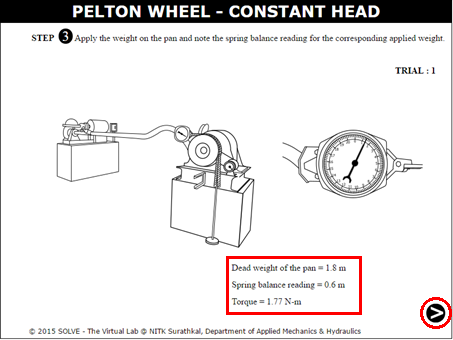 PELTON WHEEL – CONSTANT HEAD
STEP 3 Apply the weight on the pan and note the spring balance reading for the corresponding applied weight.
TRIAL : 1
Dead weight of the pan = 1.8 m
Spring balance reading = 0.6 m
Torque = 1.77 N-m
© 2015 SOLVE - The Virtual Lab @ NITK Surathkal, Department of Applied Mechanics & Hydraulics